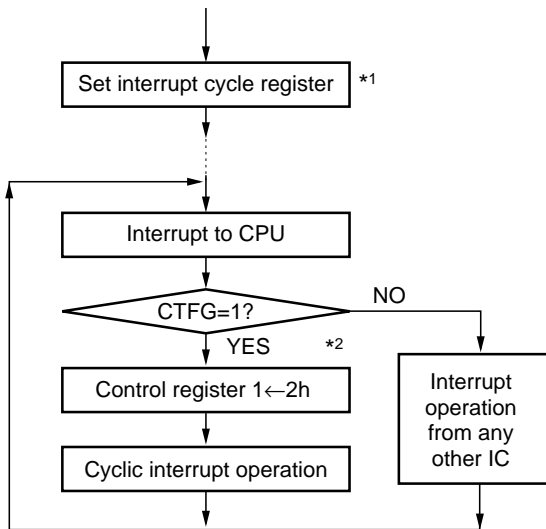 Set interrupt cycle register *1
Interrupt to CPU
CTFG=1?
NO
YES *2
Control register 1←2h
Cyclic interrupt operation
Interrupt
operation
from any
other IC